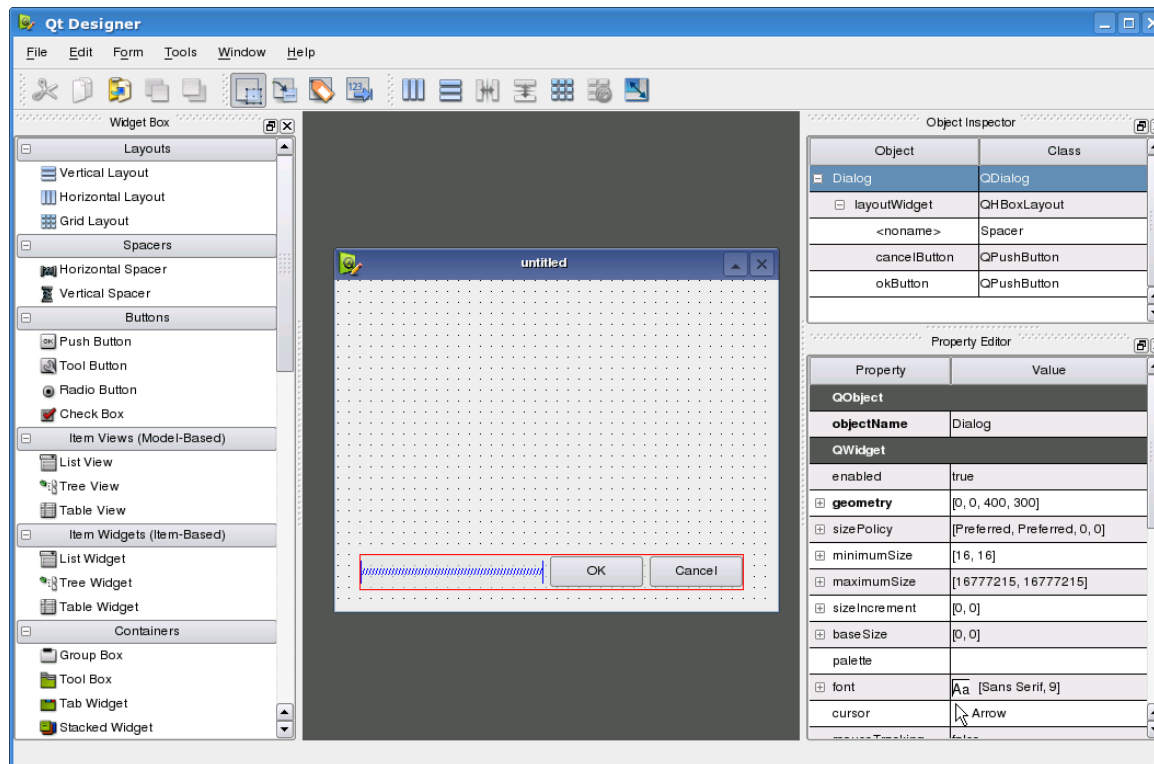 Qt Designer
File Edit Form Tools Window Help
123
Widget Box
Layouts
Vertical Layout
Horizontal Layout
Grid Layout
Spacers
Horizontal Spacer
Vertical Spacer
Buttons
OK Push Button
Tool Button
Radio Button
Check Box
Item Views (Model-Based)
List View
Tree View
Table View
Item Widgets (Item-Based)
List Widget
Tree Widget
Table Widget
Containers
Group Box
Tool Box
Tab Widget
Stacked Widget
untitled
OK Cancel
Object Inspector
Object Class
Dialog QDialog
layoutWidget QHBoxLayout
<noname> Spacer
cancelButton QPushButton
okButton QPushButton
Property Editor
Property Value
QObject
objectName Dialog
QWidget
enabled true
geometry [0, 0, 400, 300]
sizePolicy [Preferred, Preferred, 0, 0]
minimumSize [16, 16]
maximumSize [16777215, 16777215]
sizeIncrement [0, 0]
baseSize [0, 0]
palette
font Aa [Sans Serif, 9]
cursor Arrow